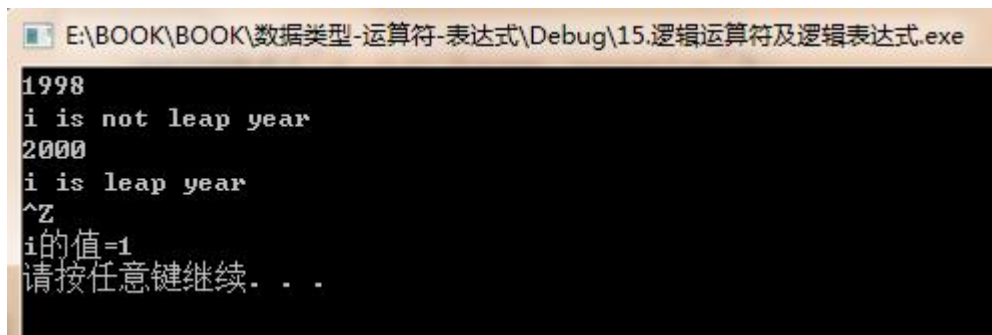 E:\BOOK\BOOK\数据类型-运算符-表达式\Debug\15.逻辑运算符及逻辑表达式.exe
1998
i is not leap year
2000
i is leap year
^Z
i的值=1
请按任意键继续. . .